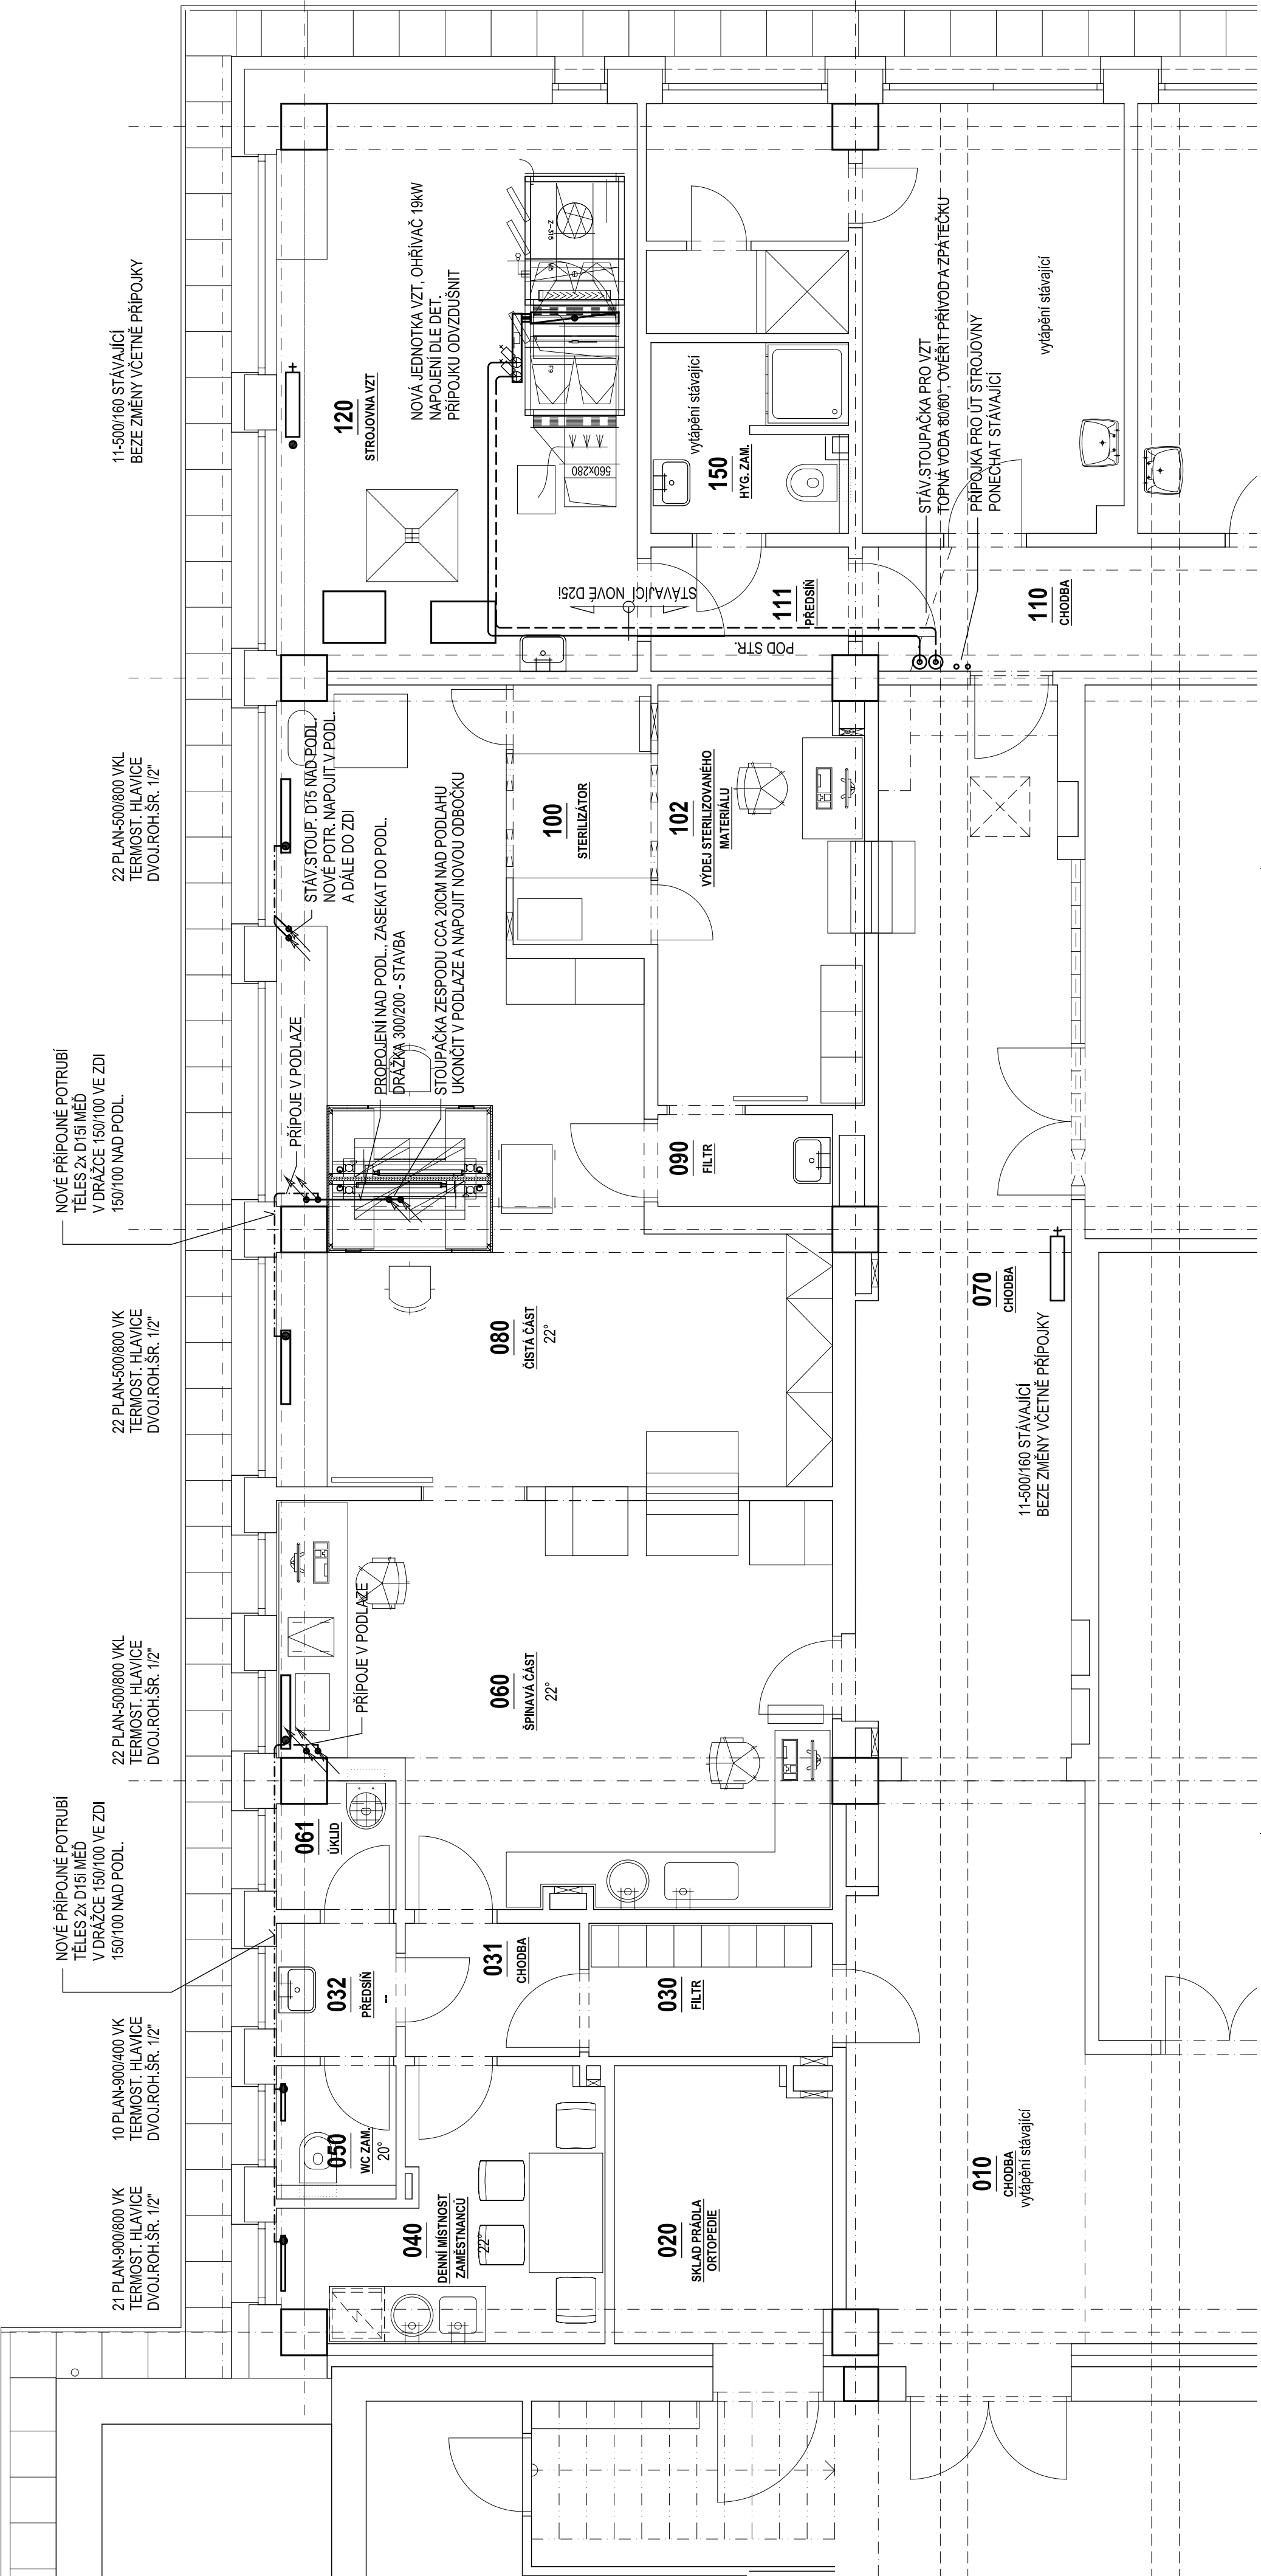 21 PLAN-900/800 VK
TERMOST. HLAVICE
DVOJ.ROH.ŠR. 1/2"
10 PLAN-900/400 VK
TERMOST. HLAVICE
DVOJ.ROH.ŠR. 1/2"
NOVÉ PŘÍPOJNÉ POTRUBÍ
TĚLES 2x D15i MĚĎ
V DRÁŽCE 150/100 VE ZDI
150/100 NAD PODL.
22 PLAN-500/800 VKL
TERMOST. HLAVICE
DVOJ.ROH.ŠR. 1/2"
22 PLAN-500/800 VK
TERMOST. HLAVICE
DVOJ.ROH.ŠR. 1/2"
NOVÉ PŘÍPOJNÉ POTRUBÍ
TĚLES 2x D15i MĚĎ
V DRÁŽCE 150/100 VE ZDI
150/100 NAD PODL.
22 PLAN-500/800 VKL
TERMOST. HLAVICE
DVOJ.ROH.ŠR. 1/2"
11-500/160 STÁVAJÍCÍ
BEZE ZMĚNY VČETNĚ PŘÍPOJKY
050
WC ZAM.
20°
032
PŘEDSÍŇ
--
061
ÚKLID
PŘÍPOJE V PODLAZE
PŘÍPOJE V PODLAZE
STÁV.STOUP. D15 NAD PODL.
NOVÉ POTR. NAPOJIT V PODL.
A DÁLE DO ZDI
PROPOJENÍ NAD PODL., ZASEKAT DO PODL.
DRÁŽKA 300/200 - STAVBA
STOUPAČKA ZESPODU CCA 20CM NAD PODLAHU
UKONČIT V PODLAZE A NAPOJIT NOVOU ODBOČKU
120
STROJOVNA VZT
NOVÁ JEDNOTKA VZT, OHŘÍVAČ 19kW
NAPOJENÍ DLE DET.
PŘÍPOJKU ODVZDUŠNIT
Z-315
F9
560x280
040
DENNÍ MÍSTNOST
ZAMĚSTNANCŮ
22°
031
CHODBA
060
ŠPINAVÁ ČÁST
22°
080
ČISTÁ ČÁST
22°
100
STERILIZÁTOR
STÁVAJÍCÍ
NOVÉ D25i
020
SKLAD PRÁDLA
ORTOPEDIE
030
FILTR
090
FILTR
102
VÝDEJ STERILIZOVANÉHO
MATERIÁLU
POD STR.
111
PŘEDSÍŇ
150
HYG. ZAM.
vytápění stávající
STÁV.STOUPAČKA PRO VZT
TOPNÁ VODA 80/60°, OVĚŘIT PŘÍVOD A ZPÁTEČKU
PŘÍPOJKA PRO ÚT STROJOVNY
PONECHAT STÁVAJÍCÍ
010
CHODBA
vytápění stávající
070
CHODBA
11-500/160 STÁVAJÍCÍ
BEZE ZMĚNY VČETNĚ PŘÍPOJKY
110
CHODBA
vytápění stávající